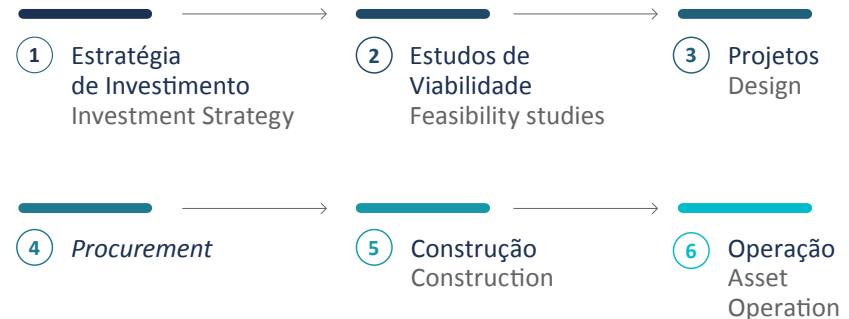 1
Estratégia
de Investimento
Investment Strategy
2
Estudos de
Viabilidade
Feasibility studies
3
Projetos
Design
4
Procurement
5
Construção
Construction
6
Operação
Asset
Operation